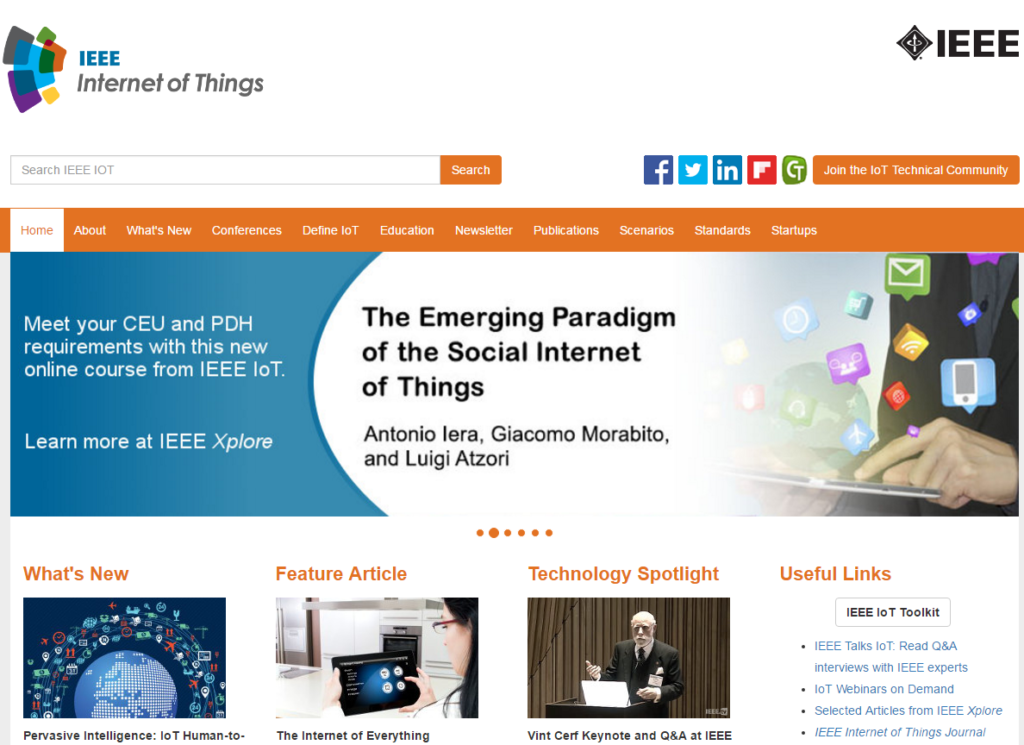 IEEE
Internet of Things
IEEE
Search IEEE IOT
Search
f
in
GT
Join the IoT Technical Community
Home
About
What's New
Conferences
Define IoT
Education
Newsletter
Publications
Scenarios
Standards
Startups
Meet your CEU and PDH
requirements with this new
online course from IEEE IoT.
Learn more at IEEE Xplore
The Emerging Paradigm
of the Social Internet
of Things
Antonio Iera, Giacomo Morabito,
and Luigi Atzori
What's New
Pervasive Intelligence: IoT Human-to-
Feature Article
The Internet of Everything
Technology Spotlight
IEEE.tv
Vint Cerf Keynote and Q&A at IEEE
Useful Links
IEEE IoT Toolkit
IEEE Talks IoT: Read Q&A
interviews with IEEE experts
IoT Webinars on Demand
Selected Articles from IEEE Xplore
IEEE Internet of Things Journal